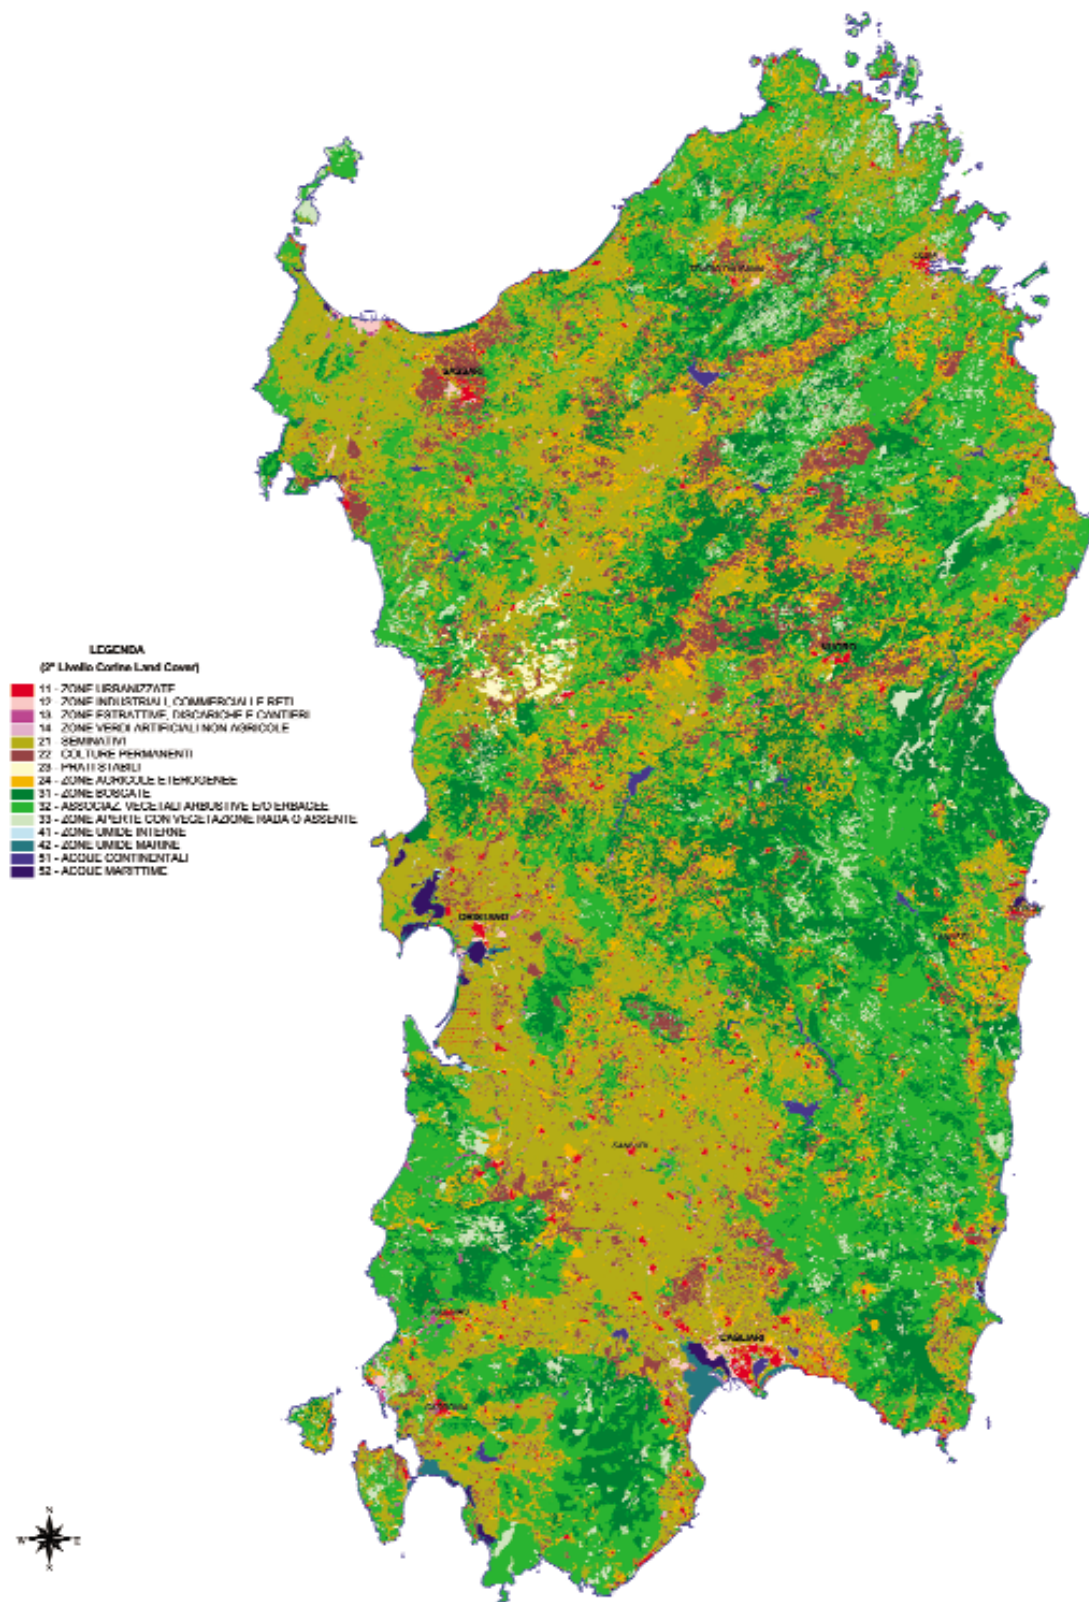 LEGENDA
(2° Livello Corine Land Cover)
11 - ZONE URBANIZZATE
12 - ZONE INDUSTRIALI, COMMERCIALI E RETI
13 - ZONE ESTRATTIVE, DISCARICHE E CANTIERI
14 - ZONE VERDI ARTIFICIALI NON AGRICOLE
21 - SEMINATIVI
22 - COLTURE PERMANENTI
23 - PRATI STABILI
24 - ZONE AGRICOLE ETEROGENEE
31 - ZONE BOSCATE
32 - ASSOCIAZ. VEGETALI ARBUSTIVE E/O ERBACEE
33 - ZONE APERTE CON VEGETAZIONE RADA O ASSENTE
41 - ZONE UMIDE INTERNE
42 - ZONE UMIDE MARINE
51 - ACQUE CONTINENTALI
52 - ACQUE MARITTIME
OLBIA
SASSARI
NUORO
ORISTANO
SANLURI
CAGLIARI
CARBONIA
N
W E
S